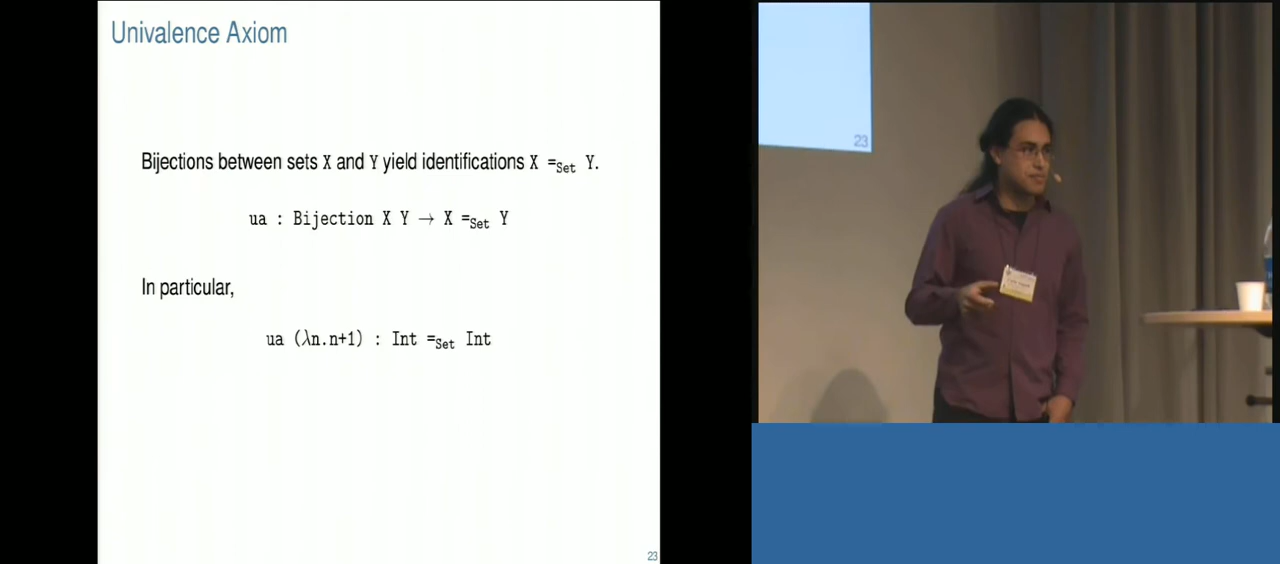 Univalence Axiom
Bijections between sets X and Y yield identifications X =Set Y.
ua : Bijection X Y → X =Set Y
In particular,
ua (λn.n+1) : Int =Set Int
23
23